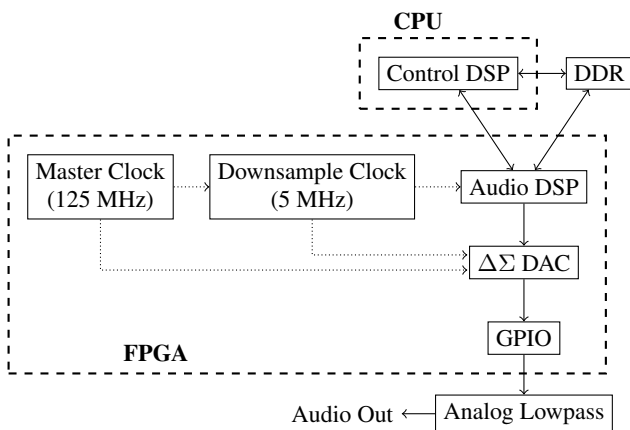 CPU
Control DSP
DDR
Master Clock
(125 MHz)
Downsample Clock
(5 MHz)
Audio DSP
ΔΣ DAC
GPIO
FPGA
Audio Out
Analog Lowpass